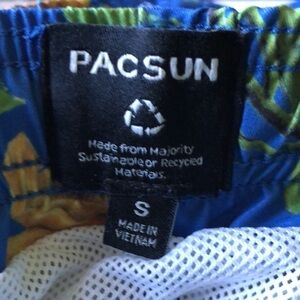 PACSUN
Made from Majority
Sustainable or Recycled
Materials.
S
MADE IN
VIETNAM